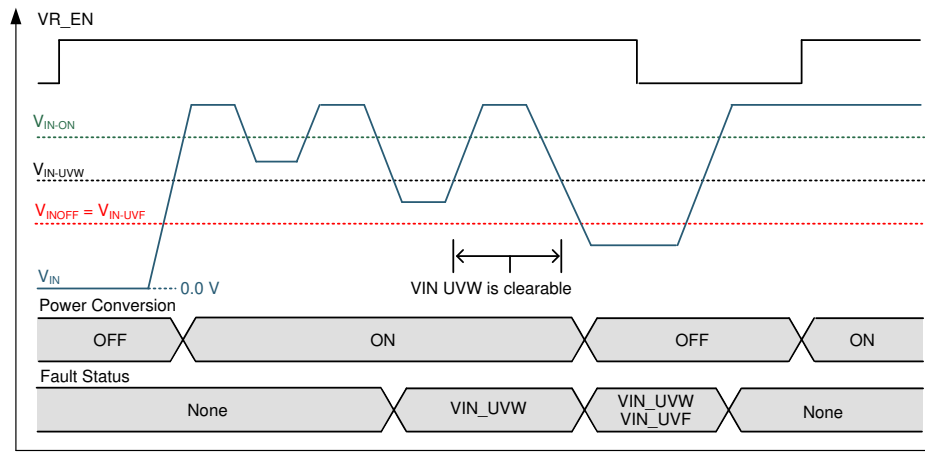 VR_EN
VIN-ON
VIN-UVW
VINOFF = VIN-UVF
VIN
0.0 V
VIN UVW is clearable
Power Conversion
OFF ON OFF ON
Fault Status
None VIN_UVW VIN_UVW VIN_UVF None